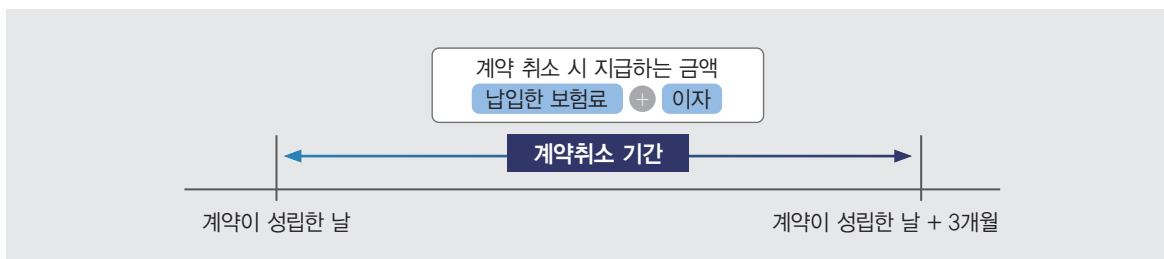 계약 취소 시 지급하는 금액
납입한 보험료 + 이자
계약취소 기간
계약이 성립한 날
계약이 성립한 날 + 3개월